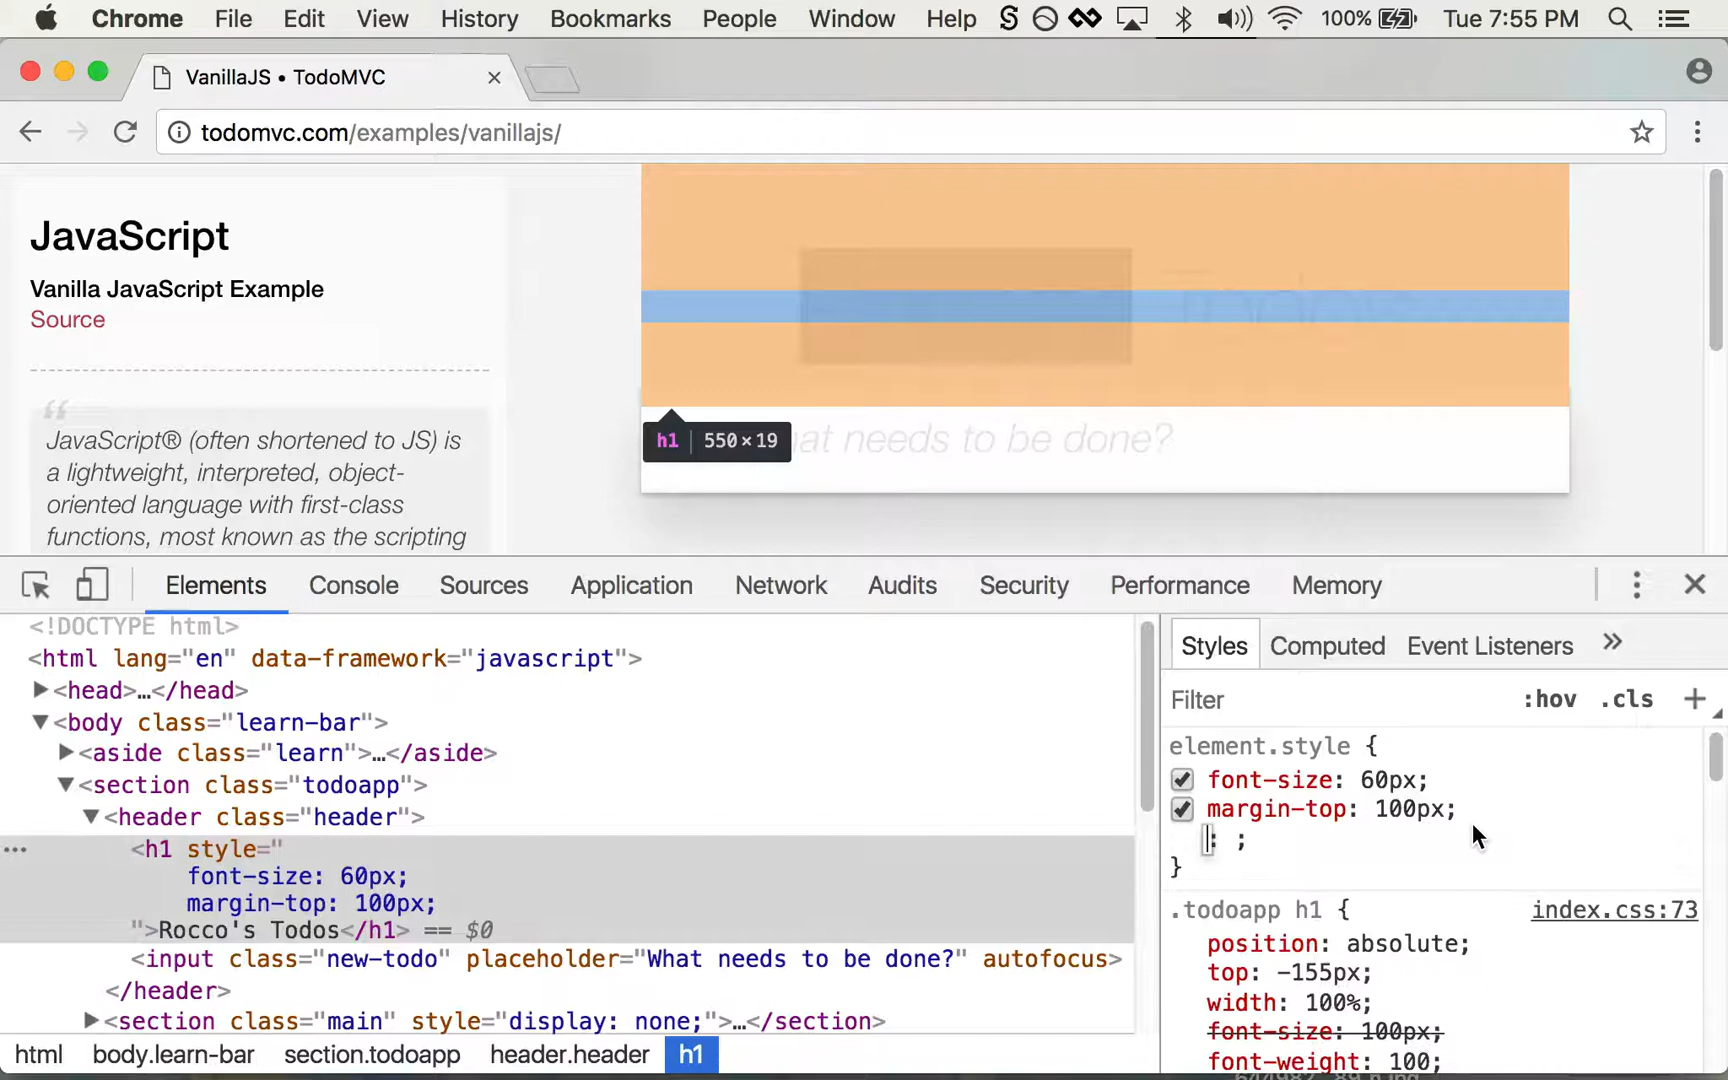 Chrome File Edit View History Bookmarks People Window Help 100% Tue 7:55 PM
VanillaJS • TodoMVC
todomvc.com/examples/vanillajs/
JavaScript
Vanilla JavaScript Example
Source
“
JavaScript® (often shortened to JS) is
a lightweight, interpreted, object-
oriented language with first-class
functions, most known as the scripting
needs to be done?
h1 550 × 19
Elements Console Sources Application Network Audits Security Performance Memory
<!DOCTYPE html>
<html lang="en" data-framework="javascript">
▶<head>…</head>
▼<body class="learn-bar">
▶<aside class="learn">…</aside>
▼<section class="todoapp">
▼<header class="header">
… <h1 style="
font-size: 60px;
margin-top: 100px;
">Rocco's Todos</h1> == $0
<input class="new-todo" placeholder="What needs to be done?" autofocus>
</header>
▶<section class="main" style="display: none;">…</section>
html body.learn-bar section.todoapp header.header h1
Styles Computed Event Listeners »
Filter :hov .cls +
element.style {
font-size: 60px;
margin-top: 100px;
: ;
}
.todoapp h1 { index.css:73
position: absolute;
top: -155px;
width: 100%;
font-size: 100px;
font-weight: 100;